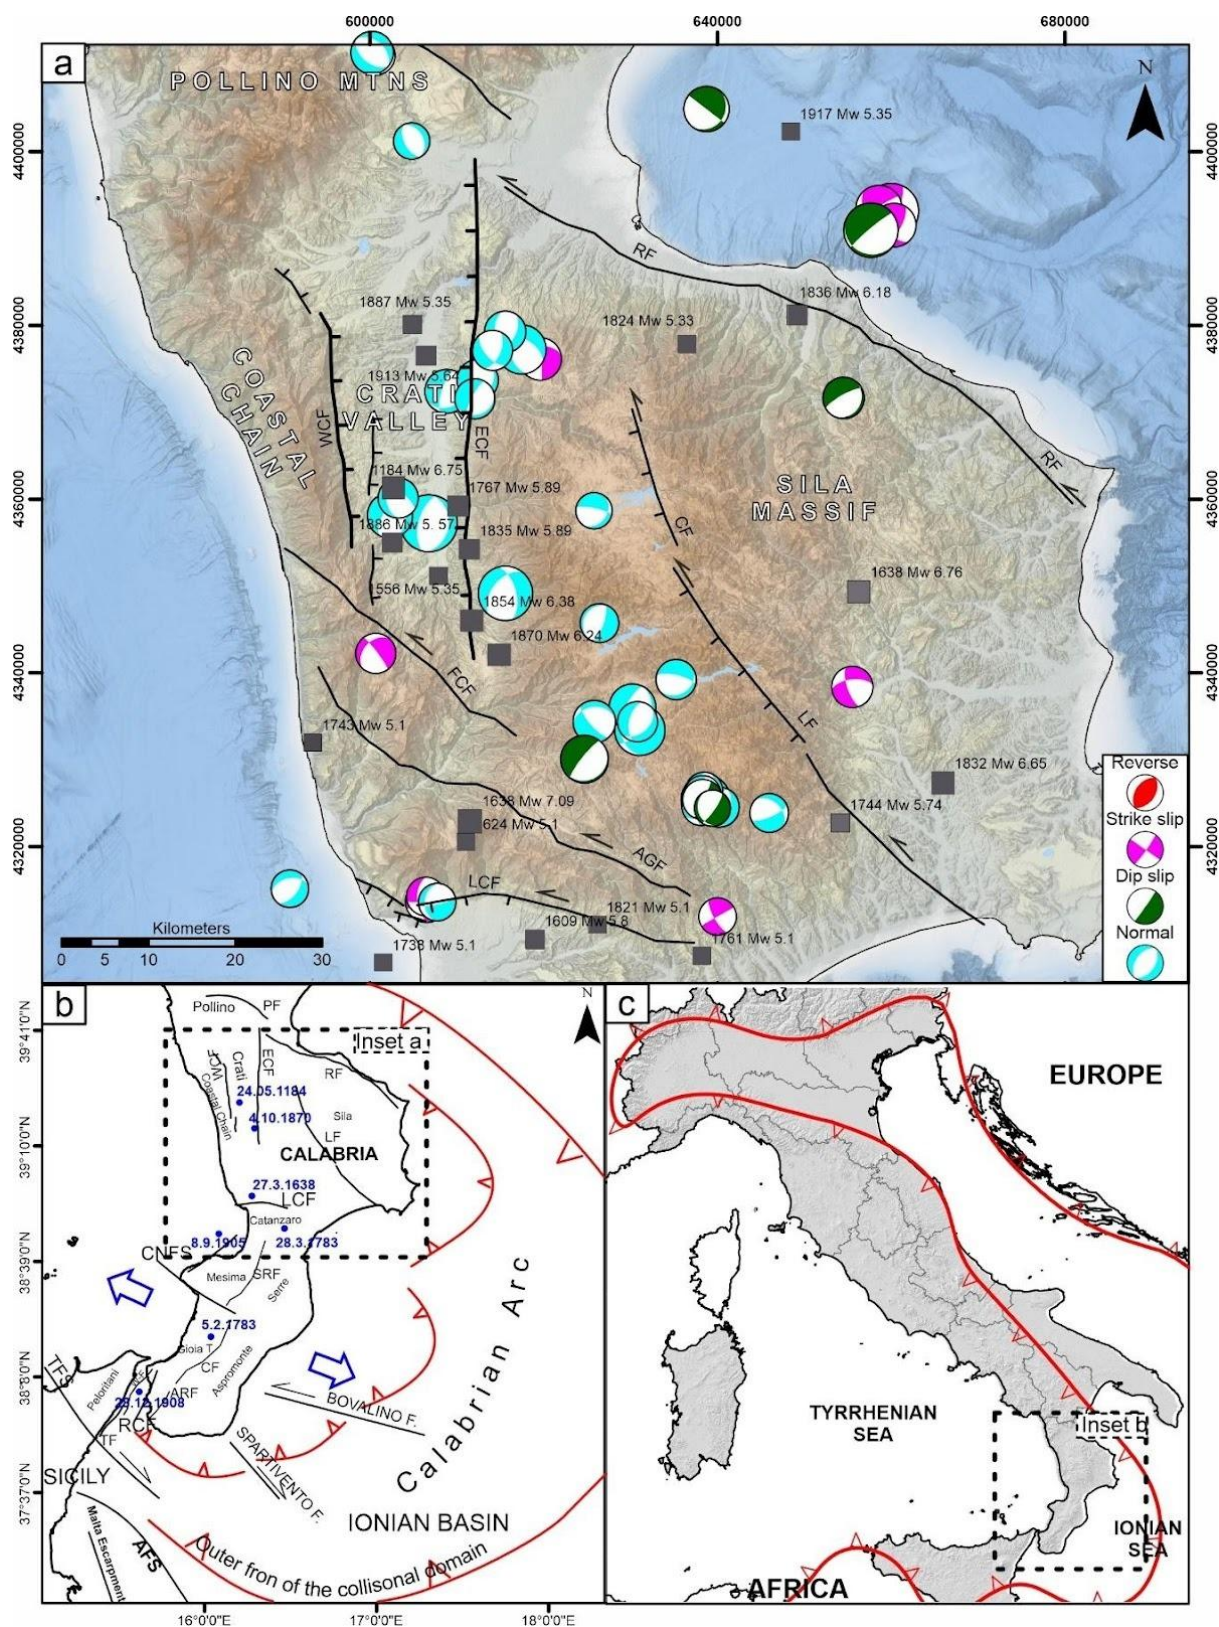 600000
640000
680000
a
POLLINO MTNS
N
1917 Mw 5.35
4400000
4400000
RF
1836 Mw 6.18
1887 Mw 5.35
1824 Mw 5.33
4380000
4380000
COASTAL
CHAIN
1913 Mw 5.64
CRATI
VALLEY
WCF
ECF
RF
1184 Mw 6.75
1767 Mw 5.89
SILA
MASSIF
4360000
4360000
1886 Mw 5. 57
1835 Mw 5.89
CF
1556 Mw 5.35
1638 Mw 6.76
1854 Mw 6.38
1870 Mw 6.24
4340000
4340000
FCF
LF
1743 Mw 5.1
1832 Mw 6.65
1744 Mw 5.74
1638 Mw 7.09
624 Mw 5.1
4320000
4320000
AGF
LCF
1821 Mw 5.1
1609 Mw 5.8
1761 Mw 5.1
1738 Mw 5.1
Kilometers
0 5 10 20 30
Reverse
Strike slip
Dip slip
Normal
b
N
Pollino
PF
Inset a
39°41'0"N
WCF
Crati
ECF
RF
Coastal Chain
24.05.1184
4.10.1870
Sila
LF
CALABRIA
39°10'0"N
27.3.1638
LCF
Catanzaro
8.9.1905
28.3.1783
CNFS
38°39'0"N
Mesima
SRF
Serre
5.2.1783
Gioia T.
CF
Aspromonte
38°8'0"N
TFS
Peloritani
ARF
28.12.1908
RCF
TF
BOVALINO F.
SPARTIVENTO F.
Calabrian Arc
SICILY
37°37'0"N
IONIAN BASIN
Malta Escarpment
AFS
Outer fron of the collisonal domain
16°0'0"E
17°0'0"E
18°0'0"E
c
EUROPE
TYRRHENIAN
SEA
Inset b
IONIAN
SEA
AFRICA